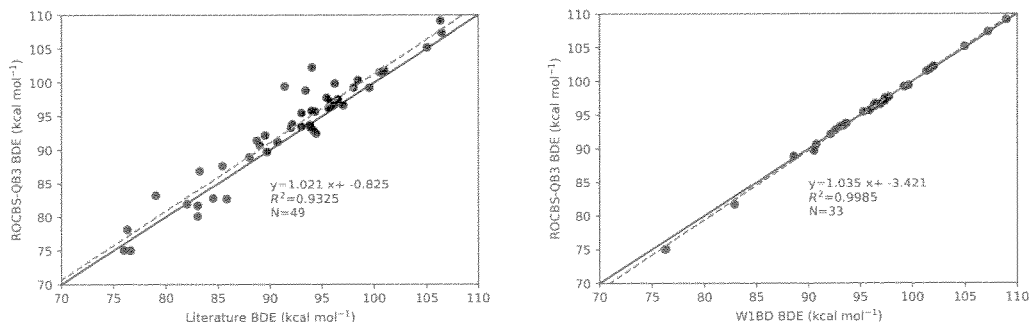 110
105
100
95
90
85
80
75
70
ROCBS-QB3 BDE (kcal mol⁻¹)
y=1.021 x+ -0.825
R²=0.9325
N=49
70 75 80 85 90 95 100 105 110
Literature BDE (kcal mol⁻¹)
110
105
100
95
90
85
80
75
70
ROCBS-QB3 BDE (kcal mol⁻¹)
y=1.035 x+ -3.421
R²=0.9985
N=33
70 75 80 85 90 95 100 105 110
W1BD BDE (kcal mol⁻¹)